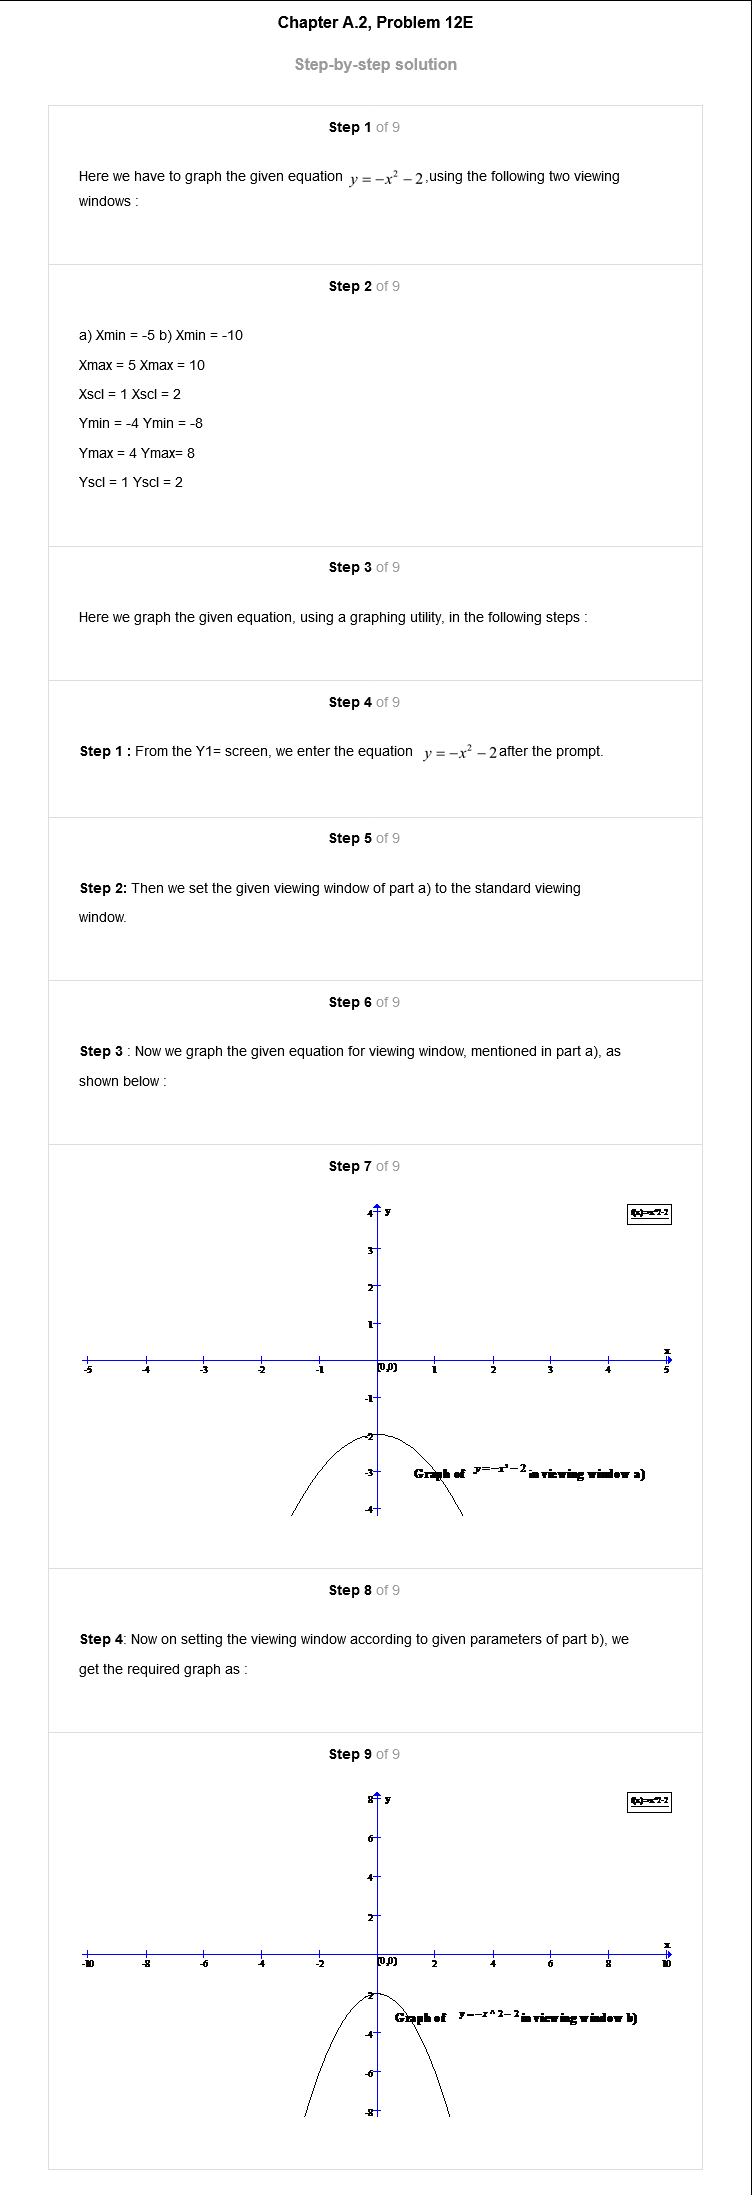 Chapter A.2, Problem 12E
Step-by-step solution
Step 1 of 9
Here we have to graph the given equation y = −x² − 2,using the following two viewing
windows :
Step 2 of 9
a) Xmin = -5 b) Xmin = -10
Xmax = 5 Xmax = 10
Xscl = 1 Xscl = 2
Ymin = -4 Ymin = -8
Ymax = 4 Ymax= 8
Yscl = 1 Yscl = 2
Step 3 of 9
Here we graph the given equation, using a graphing utility, in the following steps :
Step 4 of 9
Step 1 : From the Y1= screen, we enter the equation y = −x² − 2 after the prompt.
Step 5 of 9
Step 2: Then we set the given viewing window of part a) to the standard viewing
window.
Step 6 of 9
Step 3 : Now we graph the given equation for viewing window, mentioned in part a), as
shown below :
Step 7 of 9
4 y
3
2
1
x
-5 -4 -3 -2 -1 (0,0) 1 2 3 4 5
-1
-2
-3
Graph of y=−x²−2 in viewing window a)
-4
Step 8 of 9
Step 4: Now on setting the viewing window according to given parameters of part b), we
get the required graph as :
Step 9 of 9
8 y
6
4
2
x
-10 -8 -6 -4 -2 (0,0) 2 4 6 8 10
-2
Graph of y=−x^2−2 in viewing window b)
-4
-6
-8